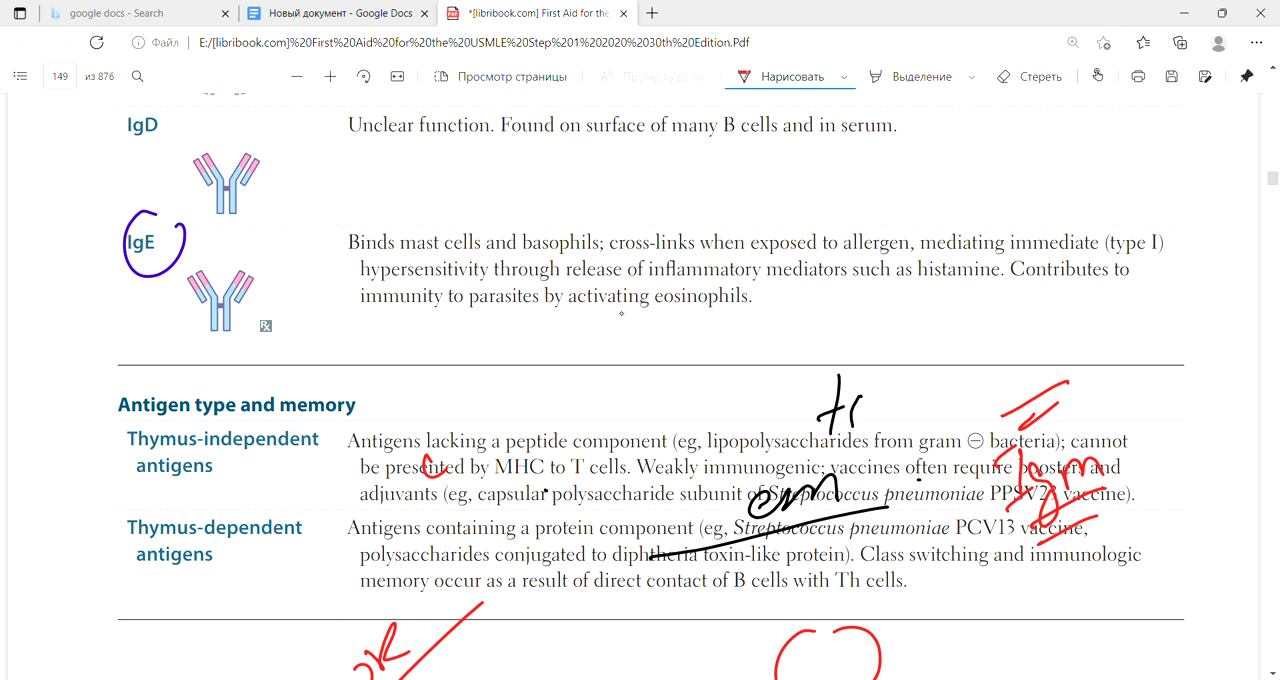 google docs - Search
Новый документ - Google Docs
*[libribook.com] First Aid for the
Файл
E:/[libribook.com]%20First%20Aid%20for%20the%20USMLE%20Step%201%202020%2030th%20Edition.Pdf
149 из 876
Просмотр страницы
Прочесть вслух
Нарисовать
Выделение
Стереть
IgD
Unclear function. Found on surface of many B cells and in serum.
IgE
Binds mast cells and basophils; cross-links when exposed to allergen, mediating immediate (type I)
hypersensitivity through release of inflammatory mediators such as histamine. Contributes to
immunity to parasites by activating eosinophils.
Rx
Antigen type and memory
Thymus-independent
antigens
Antigens lacking a peptide component (eg, lipopolysaccharides from gram ⊖ bacteria); cannot
be presented by MHC to T cells. Weakly immunogenic; vaccines often require boosters and
adjuvants (eg, capsular polysaccharide subunit of Streptococcus pneumoniae PPSV23 vaccine).
Igm
Thymus-dependent
antigens
Antigens containing a protein component (eg, Streptococcus pneumoniae PCV13 vaccine,
polysaccharides conjugated to diphtheria toxin-like protein). Class switching and immunologic
memory occur as a result of direct contact of B cells with Th cells.